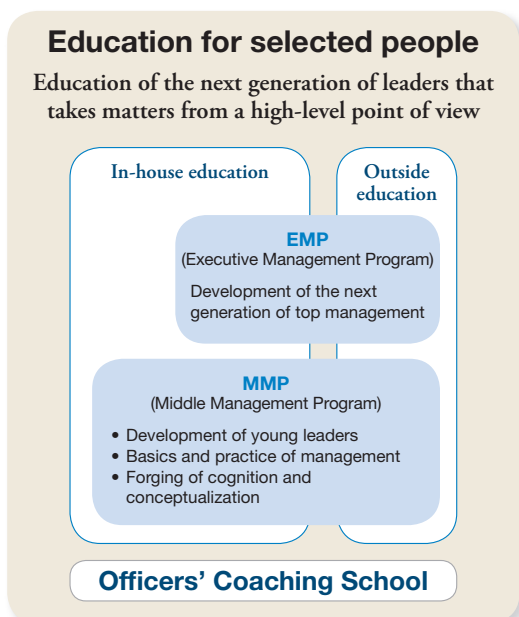 Education for selected people
Education of the next generation of leaders that
takes matters from a high-level point of view
In-house education
Outside
education
EMP
(Executive Management Program)
Development of the next
generation of top management
MMP
(Middle Management Program)
• Development of young leaders
• Basics and practice of management
• Forging of cognition and
conceptualization
Officers’ Coaching School